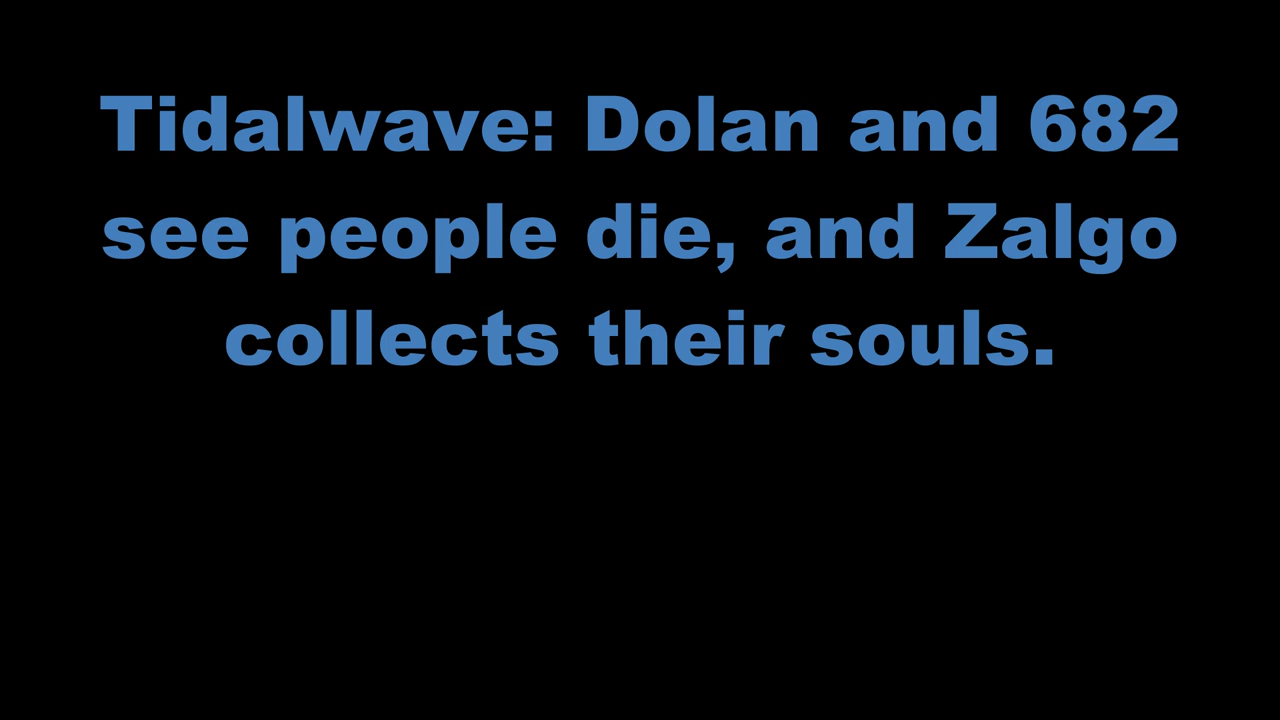 Tidalwave: Dolan and 682
see people die, and Zalgo
collects their souls.